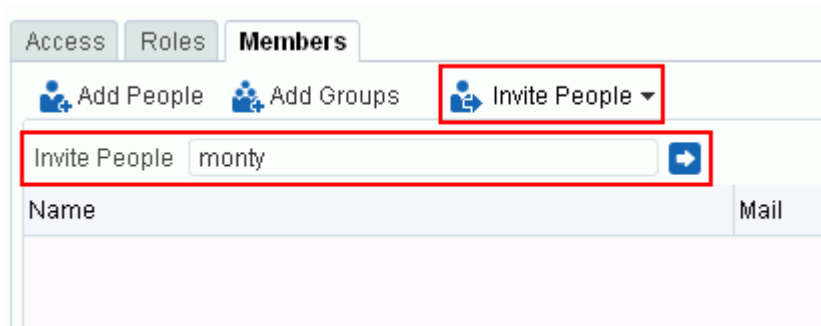 Access Roles Members
Add People Add Groups Invite People
Invite People monty
Name Mail